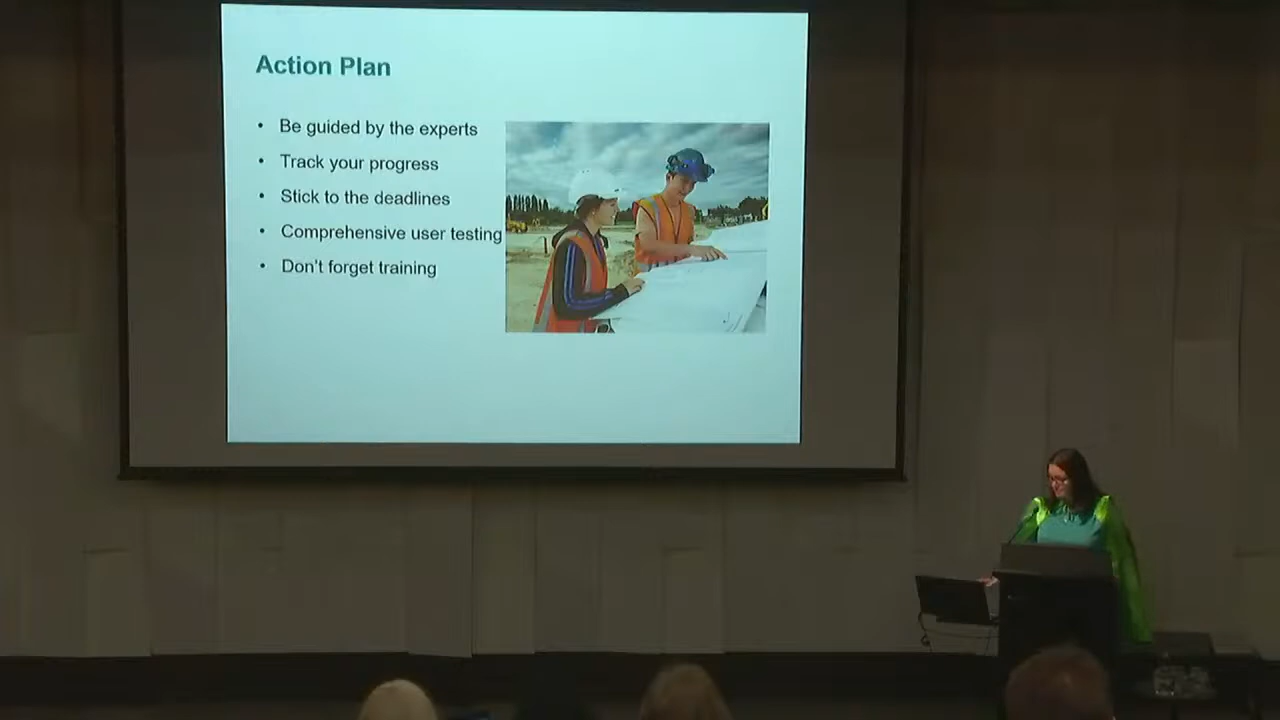 Action Plan
• Be guided by the experts
• Track your progress
• Stick to the deadlines
• Comprehensive user testing
• Don't forget training